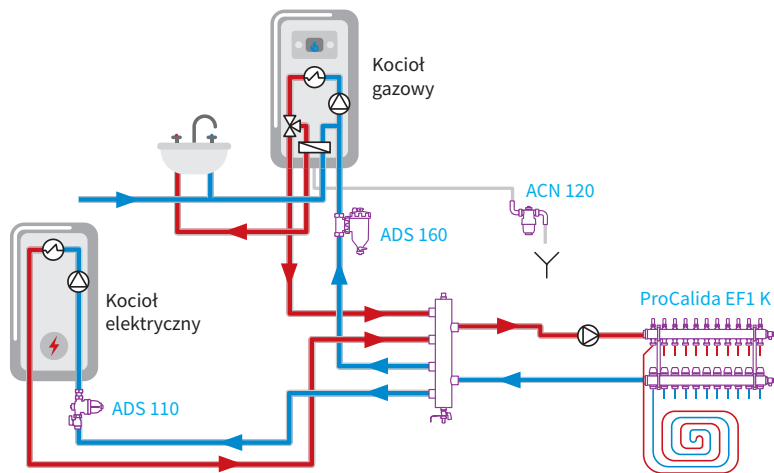 Kocioł
gazowy
ACN 120
ADS 160
ProCalida EF1 K
Kocioł
elektryczny
ADS 110